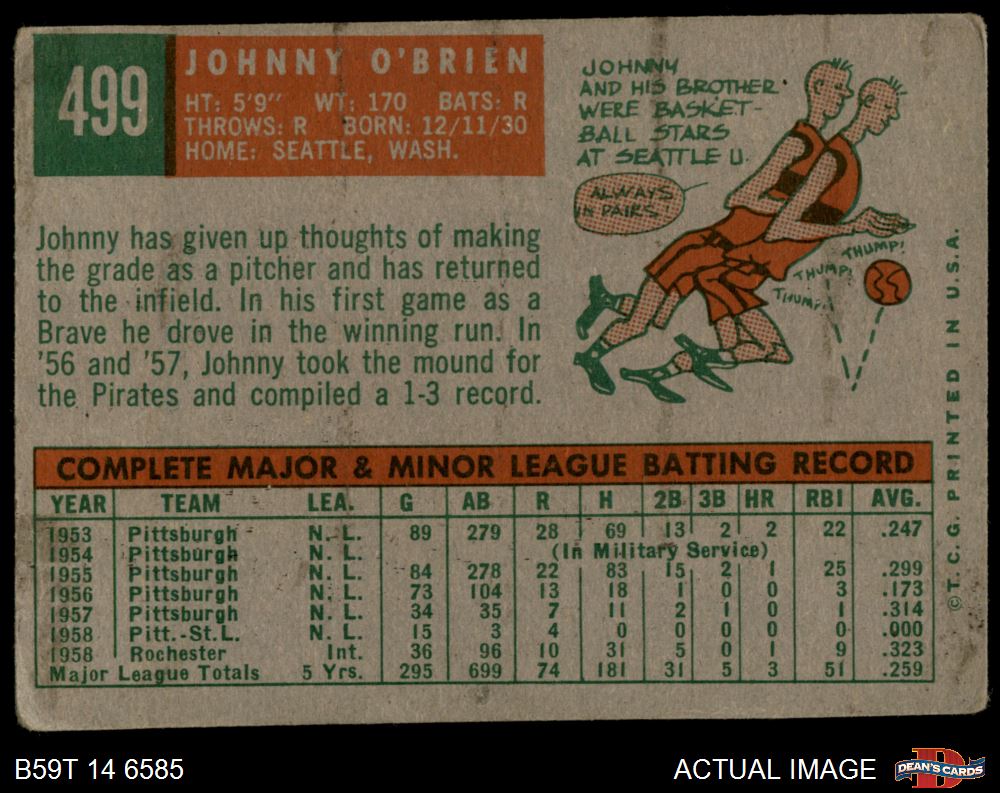 499
JOHNNY O'BRIEN
HT: 5'9" WT: 170 BATS: R
THROWS: R BORN: 12/11/30
HOME: SEATTLE, WASH.
JOHNNY
AND HIS BROTHER
WERE BASKET-
BALL STARS
AT SEATTLE U.
ALWAYS
IN PAIRS
THUMP!
THUMP!
THUMP!
Johnny has given up thoughts of making
the grade as a pitcher and has returned
to the infield. In his first game as a
Brave he drove in the winning run. In
'56 and '57, Johnny took the mound for
the Pirates and compiled a 1-3 record.
COMPLETE MAJOR & MINOR LEAGUE BATTING RECORD
YEAR TEAM LEA. G AB R H 2B 3B HR RBI AVG.
1953 Pittsburgh N. L. 89 279 28 69 13 2 2 22 .247
1954 Pittsburgh N. L. (In Military Service)
1955 Pittsburgh N. L. 84 278 22 83 15 2 1 25 .299
1956 Pittsburgh N. L. 73 104 13 18 1 0 0 3 .173
1957 Pittsburgh N. L. 34 35 7 11 2 1 0 1 .314
1958 Pitt.-St.L. N. L. 15 3 4 0 0 0 0 0 .000
1958 Rochester Int. 36 96 10 31 5 0 1 9 .323
Major League Totals 5 Yrs. 295 699 74 181 31 5 3 51 .259
© T. C. G. PRINTED IN U.S.A.
B59T 14 6585
ACTUAL IMAGE
D
DEAN'S CARDS